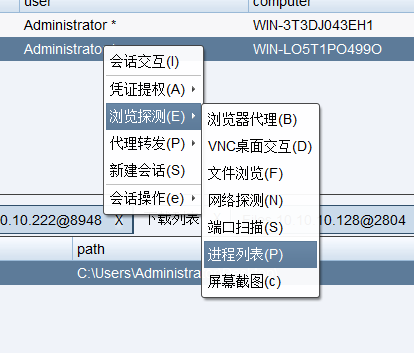 user computer
Administrator * WIN-3T3DJ043EH1
Administrato WIN-LO5T1PO499O
会话交互(I)
凭证提权(A)
浏览探测(E)
代理转发(P)
新建会话(S)
会话操作(e)
浏览器代理(B)
VNC桌面交互(D)
文件浏览(F)
网络探测(N)
端口扫描(S)
进程列表(P)
屏幕截图(c)
0.10.222@8948 X 下载列表 10.128@2804
path
C:\Users\Administra